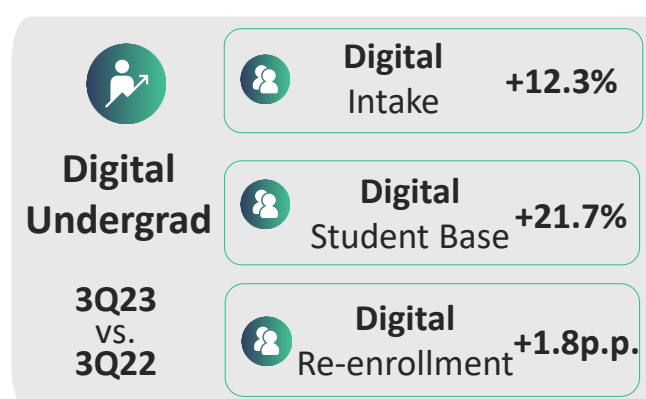 Digital
Undergrad
3Q23
vs.
3Q22
Digital
Intake
+12.3%
Digital
Student Base
+21.7%
Digital
Re-enrollment
+1.8p.p.